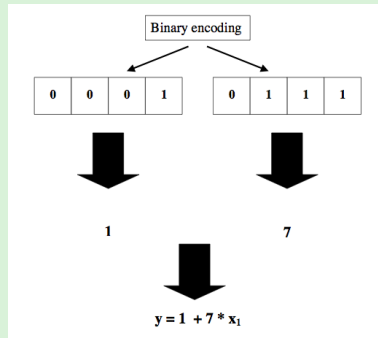 Binary encoding
0 0 0 1 0 1 1 1
1 7
y = 1 + 7 * x₁